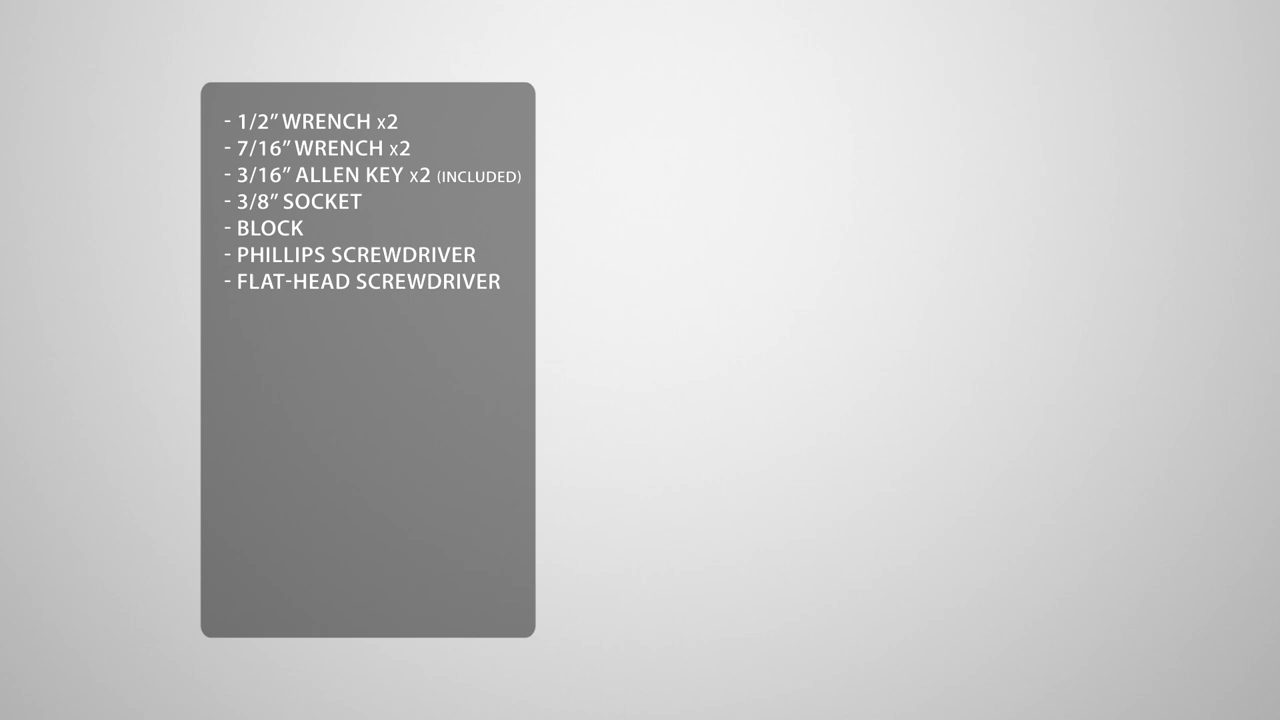 - 1/2” WRENCH x2
- 7/16” WRENCH x2
- 3/16” ALLEN KEY x2 (INCLUDED)
- 3/8” SOCKET
- BLOCK
- PHILLIPS SCREWDRIVER
- FLAT-HEAD SCREWDRIVER